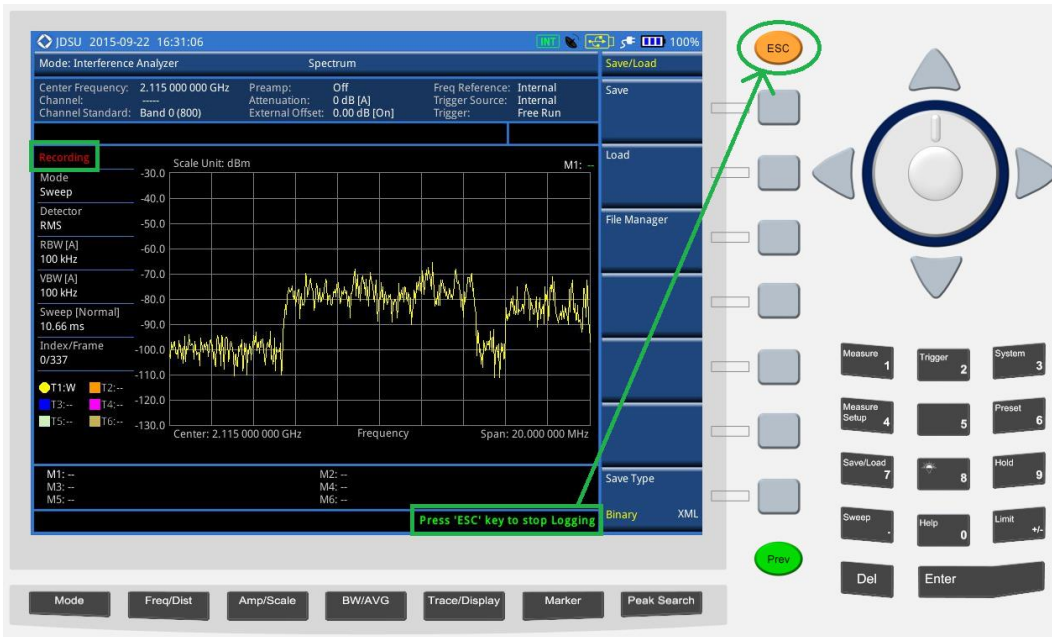 JDSU 2015-09-22 16:31:06 INT 100%
Mode: Interference Analyzer Spectrum Save/Load
Center Frequency: 2.115 000 000 GHz Preamp: Off Freq Reference: Internal
Channel: ----- Attenuation: 0 dB [A] Trigger Source: Internal
Channel Standard: Band 0 (800) External Offset: 0.00 dB [On] Trigger: Free Run
Save
Load
File Manager
Save Type
Binary XML
Recording
Scale Unit: dBm M1: --
Mode
Sweep
Detector
RMS
RBW [A]
100 kHz
VBW [A]
100 kHz
Sweep [Normal]
10.66 ms
Index/Frame
0/337
T1:W T2:--
T3:-- T4:--
T5:-- T6:--
-30.0
-40.0
-50.0
-60.0
-70.0
-80.0
-90.0
-100.0
-110.0
-120.0
-130.0
Center: 2.115 000 000 GHz Frequency Span: 20.000 000 MHz
M1: -- M2: --
M3: -- M4: --
M5: -- M6: --
Press 'ESC' key to stop Logging
ESC
Prev
Measure 1
Trigger 2
System 3
Measure Setup 4
5
Preset 6
Save/Load 7
8
Hold 9
Sweep .
Help 0
Limit +/-
Del
Enter
Mode Freq/Dist Amp/Scale BW/AVG Trace/Display Marker Peak Search